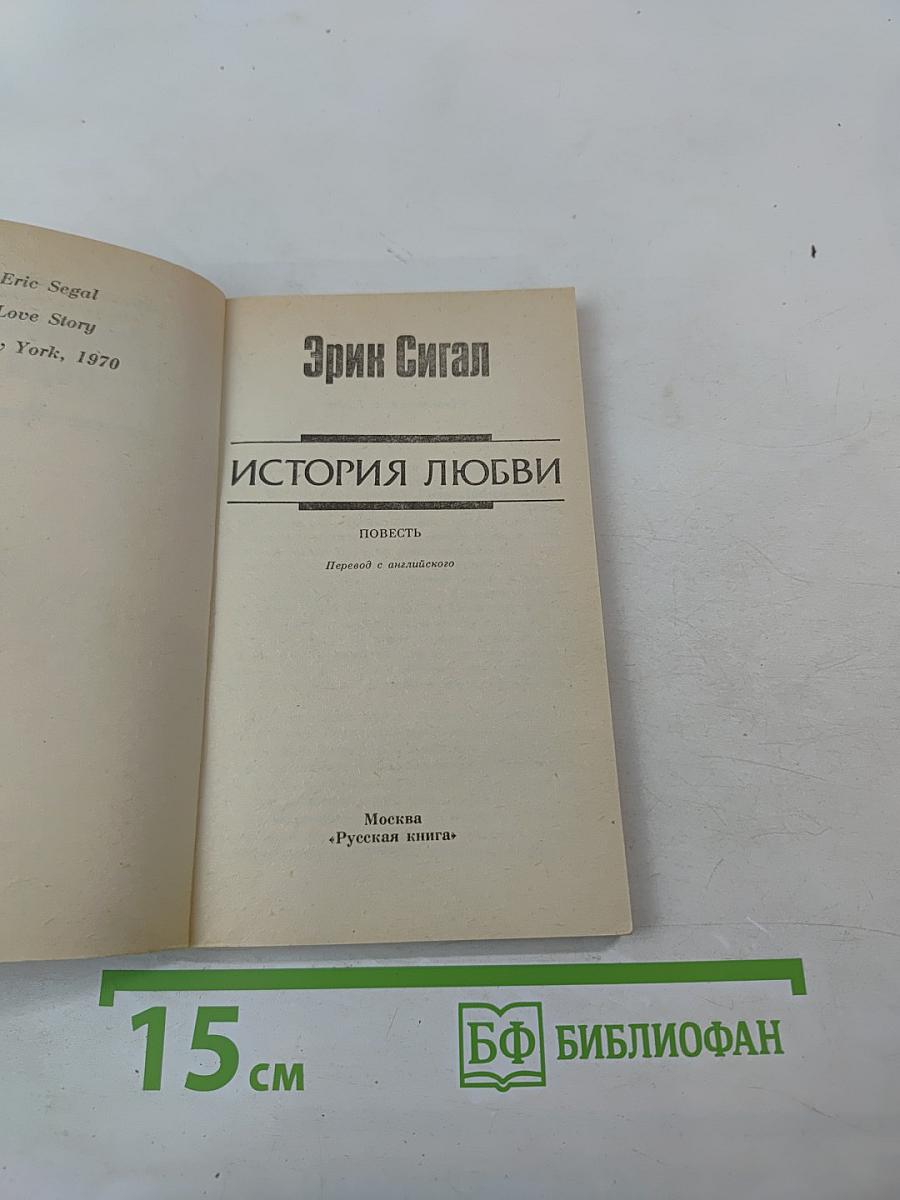 Eric Segal
Love Story
York, 1970
Эрик Сигал
ИСТОРИЯ ЛЮБВИ
ПОВЕСТЬ
Перевод с английского
Москва
«Русская книга»
15 см
БФ БИБЛИОФАН